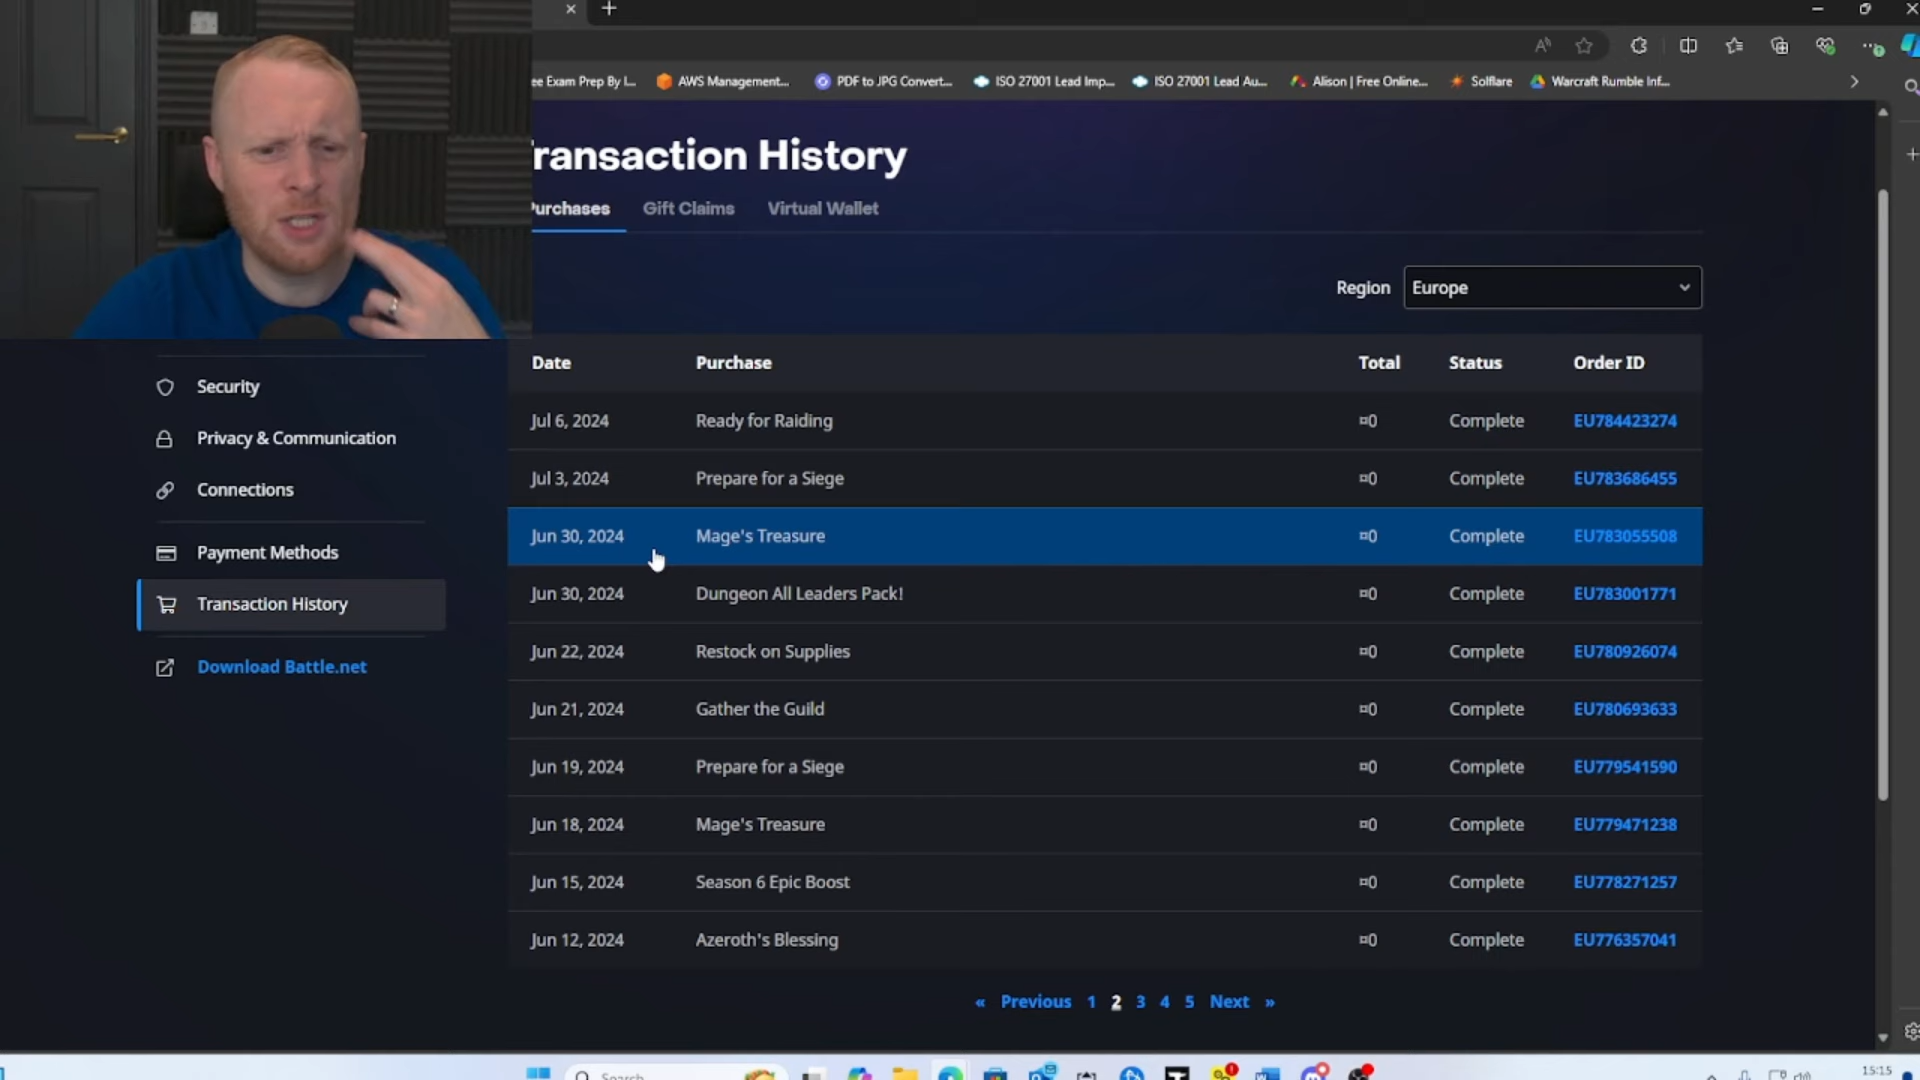 ee Exam Prep By I... AWS Management... PDF to JPG Convert... ISO 27001 Lead Imp... ISO 27001 Lead Au... Alison | Free Online... Solflare Warcraft Rumble Inf...
ransaction History
Purchases Gift Claims Virtual Wallet
Region Europe
Security
Privacy & Communication
Connections
Payment Methods
Transaction History
Download Battle.net
Date Purchase Total Status Order ID
Jul 6, 2024 Ready for Raiding ¤0 Complete EU784423274
Jul 3, 2024 Prepare for a Siege ¤0 Complete EU783686455
Jun 30, 2024 Mage's Treasure ¤0 Complete EU783055508
Jun 30, 2024 Dungeon All Leaders Pack! ¤0 Complete EU783001771
Jun 22, 2024 Restock on Supplies ¤0 Complete EU780926074
Jun 21, 2024 Gather the Guild ¤0 Complete EU780693633
Jun 19, 2024 Prepare for a Siege ¤0 Complete EU779541590
Jun 18, 2024 Mage's Treasure ¤0 Complete EU779471238
Jun 15, 2024 Season 6 Epic Boost ¤0 Complete EU778271257
Jun 12, 2024 Azeroth's Blessing ¤0 Complete EU776357041
« Previous 1 2 3 4 5 Next »
Search
15:15